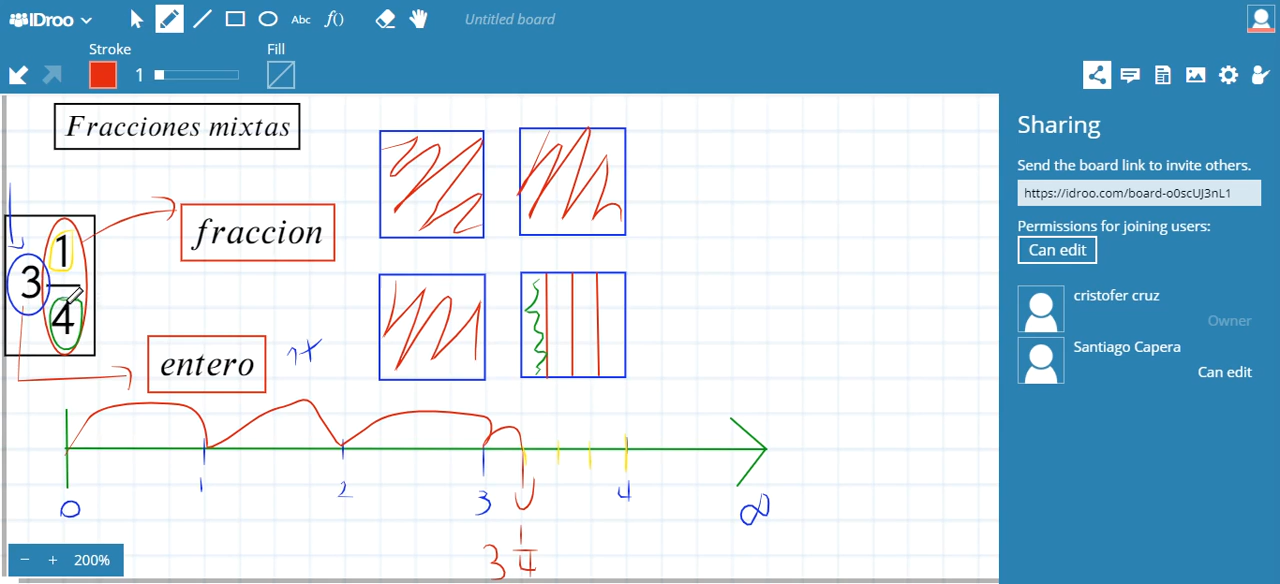 IDroo
Abc
f()
Untitled board
Stroke
1
Fill
Fracciones mixtas
fraccion
3 1/4
entero
0
1
2
3
4
∞
3 1/4
200%
Sharing
Send the board link to invite others.
https://idroo.com/board-o0scUJ3nL1
Permissions for joining users:
Can edit
cristofer cruz
Owner
Santiago Capera
Can edit